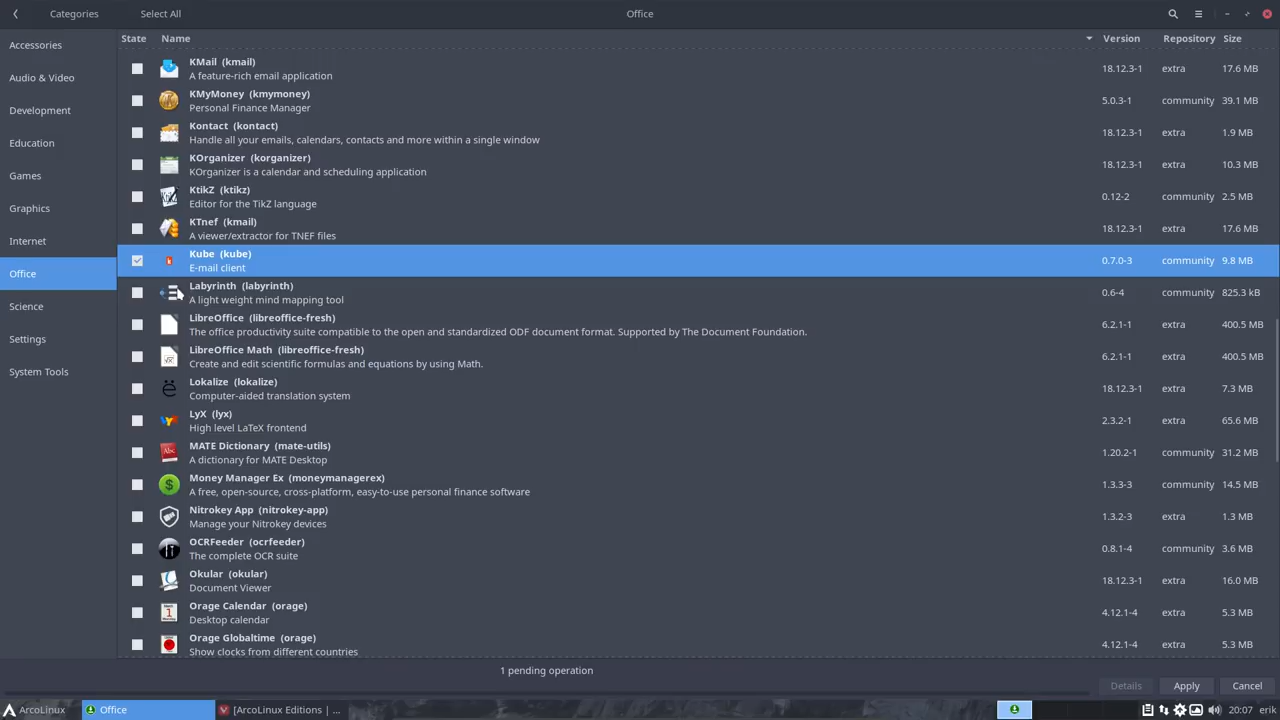 Categories
Select All
Office
Accessories
Audio & Video
Development
Education
Games
Graphics
Internet
Office
Science
Settings
System Tools
State Name Version Repository Size
KMail (kmail)
A feature-rich email application
18.12.3-1 extra 17.6 MB
KMyMoney (kmymoney)
Personal Finance Manager
5.0.3-1 community 39.1 MB
Kontact (kontact)
Handle all your emails, calendars, contacts and more within a single window
18.12.3-1 extra 1.9 MB
KOrganizer (korganizer)
KOrganizer is a calendar and scheduling application
18.12.3-1 extra 10.3 MB
KtikZ (ktikz)
Editor for the TikZ language
0.12-2 community 2.5 MB
KTnef (kmail)
A viewer/extractor for TNEF files
18.12.3-1 extra 17.6 MB
Kube (kube)
E-mail client
0.7.0-3 community 9.8 MB
Labyrinth (labyrinth)
A light weight mind mapping tool
0.6-4 community 825.3 kB
LibreOffice (libreoffice-fresh)
The office productivity suite compatible to the open and standardized ODF document format. Supported by The Document Foundation.
6.2.1-1 extra 400.5 MB
LibreOffice Math (libreoffice-fresh)
Create and edit scientific formulas and equations by using Math.
6.2.1-1 extra 400.5 MB
Lokalize (lokalize)
Computer-aided translation system
18.12.3-1 extra 7.3 MB
LyX (lyx)
High level LaTeX frontend
2.3.2-1 extra 65.6 MB
MATE Dictionary (mate-utils)
A dictionary for MATE Desktop
1.20.2-1 community 31.2 MB
Money Manager Ex (moneymanagerex)
A free, open-source, cross-platform, easy-to-use personal finance software
1.3.3-3 community 14.5 MB
Nitrokey App (nitrokey-app)
Manage your Nitrokey devices
1.3.2-3 extra 1.3 MB
OCRFeeder (ocrfeeder)
The complete OCR suite
0.8.1-4 community 3.6 MB
Okular (okular)
Document Viewer
18.12.3-1 extra 16.0 MB
Orage Calendar (orage)
Desktop calendar
4.12.1-4 extra 5.3 MB
Orage Globaltime (orage)
Show clocks from different countries
4.12.1-4 extra 5.3 MB
1 pending operation
Details Apply Cancel
ArcoLinux Office [ArcoLinux Editions | ... 20:07 erik